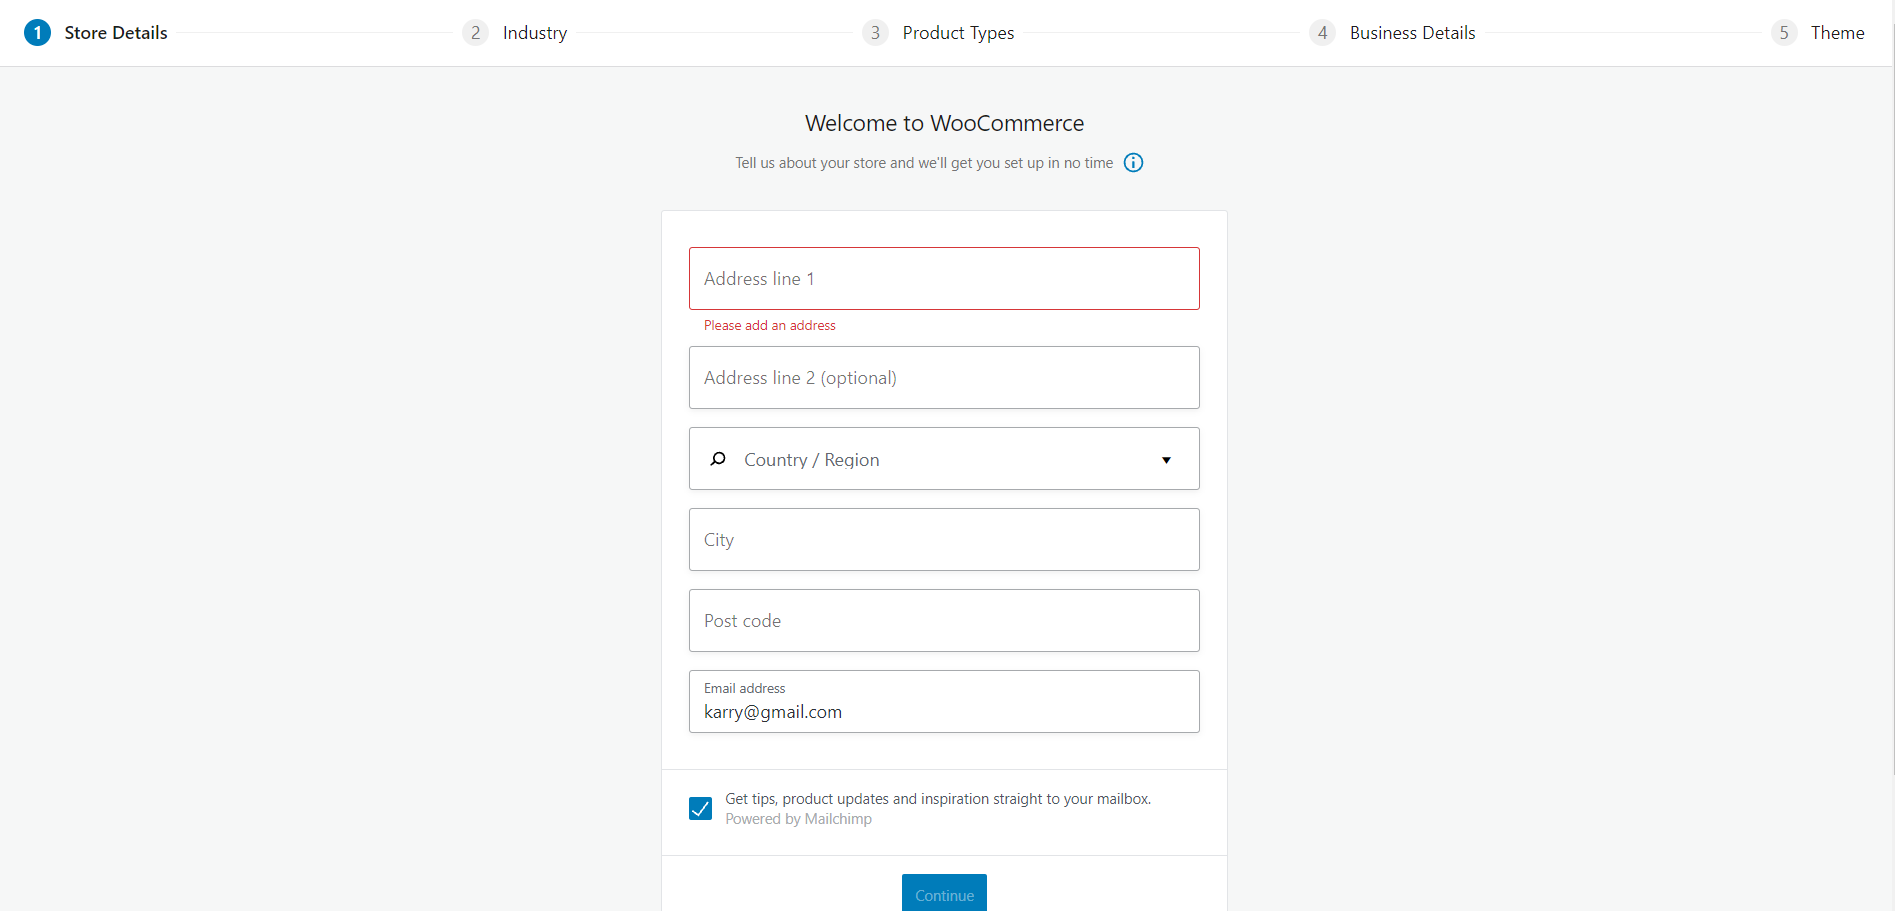 1 Store Details 2 Industry 3 Product Types 4 Business Details 5 Theme
Welcome to WooCommerce
Tell us about your store and we'll get you set up in no time
Address line 1
Please add an address
Address line 2 (optional)
Country / Region
City
Post code
Email address
karry@gmail.com
Get tips, product updates and inspiration straight to your mailbox.
Powered by Mailchimp
Continue